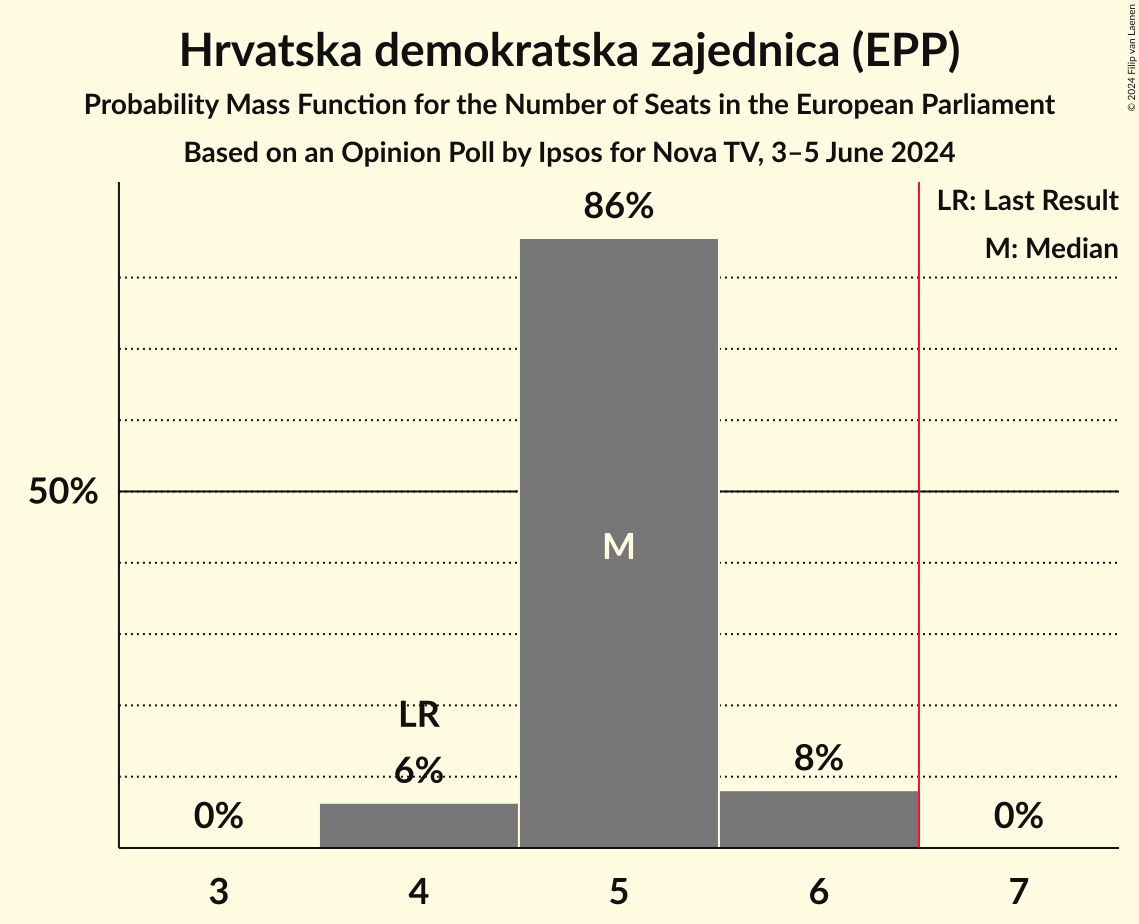 Hrvatska demokratska zajednica (EPP)
Probability Mass Function for the Number of Seats in the European Parliament
Based on an Opinion Poll by Ipsos for Nova TV, 3–5 June 2024
© 2024 Filip van Laenen
LR: Last Result
M: Median
86%
50%
M
LR
6%
8%
0%
0%
3 4 5 6 7